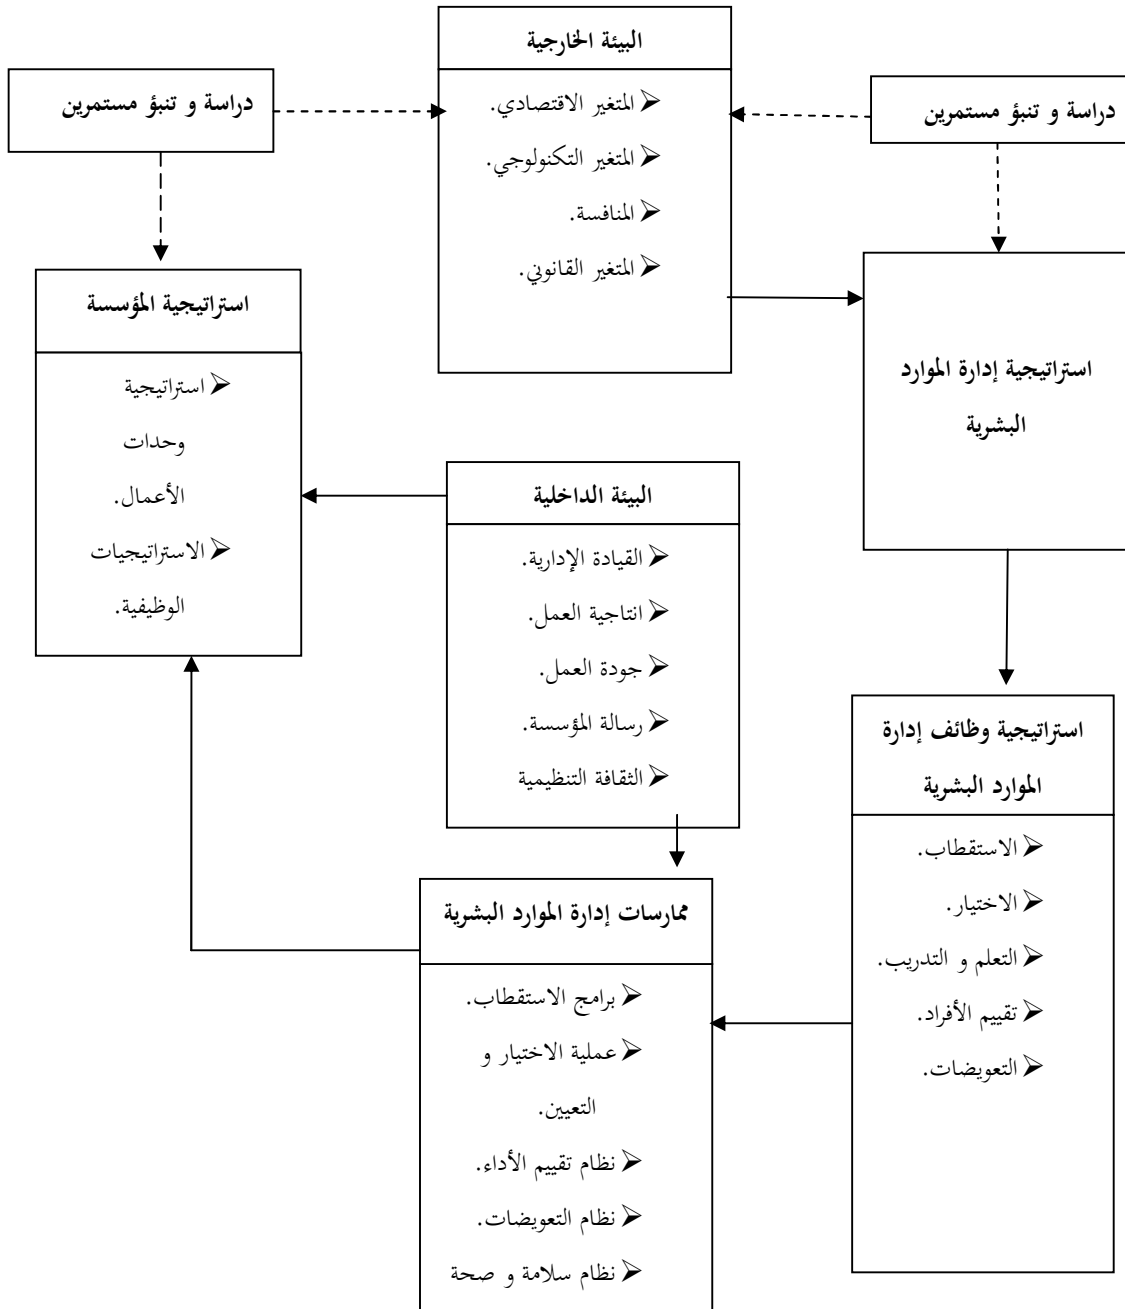 البيئة الخارجية
المتغير الاقتصادي.
المتغير التكنولوجي.
المنافسة.
المتغير القانوني.
دراسة و تنبؤ مستمرين
دراسة و تنبؤ مستمرين
استراتيجية إدارة الموارد
البشرية
استراتيجية المؤسسة
استراتيجية
وحدات
الأعمال.
الاستراتيجيات
الوظيفية.
البيئة الداخلية
القيادة الإدارية.
انتاجية العمل.
جودة العمل.
رسالة المؤسسة.
الثقافة التنظيمية
استراتيجية وظائف إدارة
الموارد البشرية
الاستقطاب.
الاختيار.
التعلم و التدريب.
تقييم الأفراد.
التعويضات.
ممارسات إدارة الموارد البشرية
برامج الاستقطاب.
عملية الاختيار و
التعيين.
نظام تقييم الأداء.
نظام التعويضات.
نظام سلامة و صحة